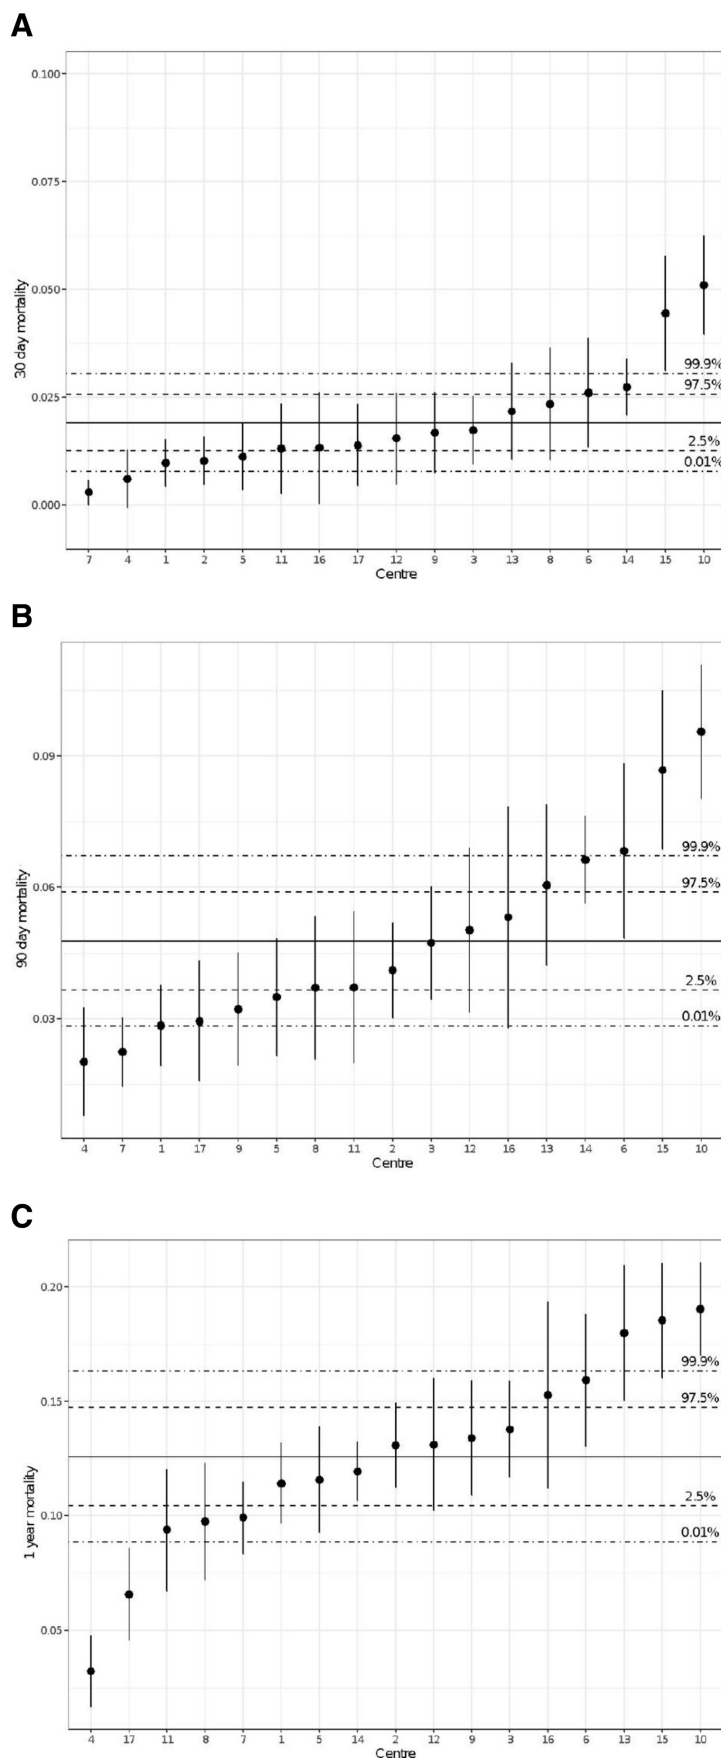 A
0.100
0.075
0.050
0.025
0.000
30 day mortality
99.9%
97.5%
2.5%
0.01%
7 4 1 2 5 11 16 17 12 9 3 13 8 6 14 15 10
Centre
B
0.09
0.06
0.03
90 day mortality
99.9%
97.5%
2.5%
0.01%
4 7 1 17 9 5 8 11 2 3 12 16 13 14 6 15 10
Centre
C
0.20
0.15
0.10
0.05
1 year mortality
99.9%
97.5%
2.5%
0.01%
4 17 11 8 7 1 5 14 2 12 9 3 16 6 13 15 10
Centre